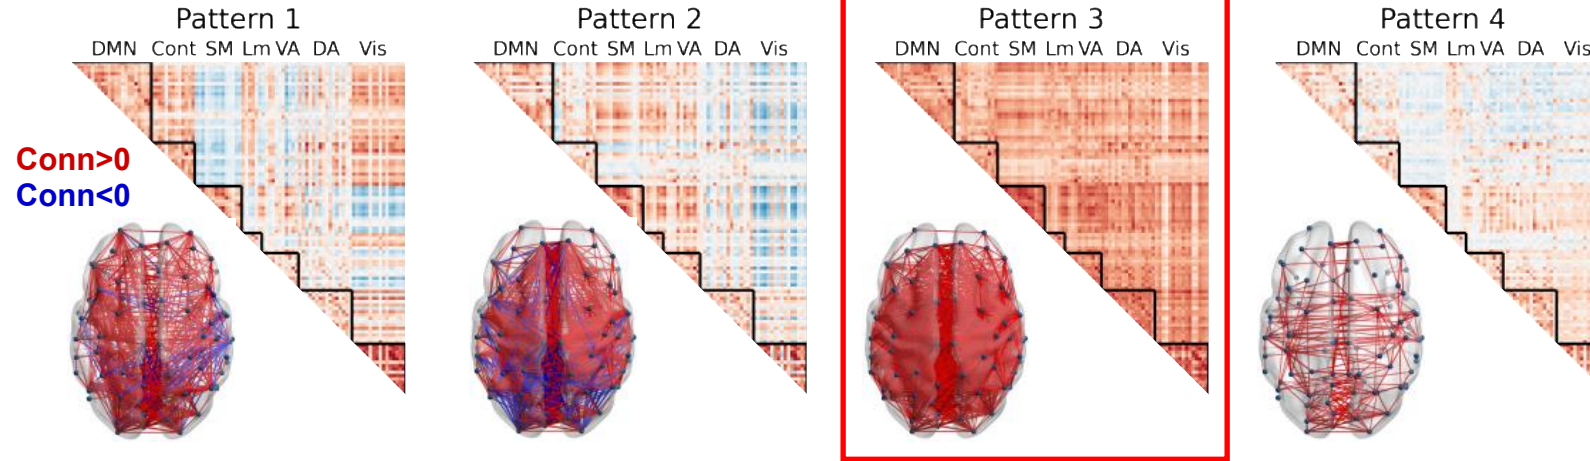 Pattern 1
DMN Cont SM Lm VA DA Vis
Pattern 2
DMN Cont SM Lm VA DA Vis
Pattern 3
DMN Cont SM Lm VA DA Vis
Pattern 4
DMN Cont SM Lm VA DA Vis
Conn>0
Conn<0